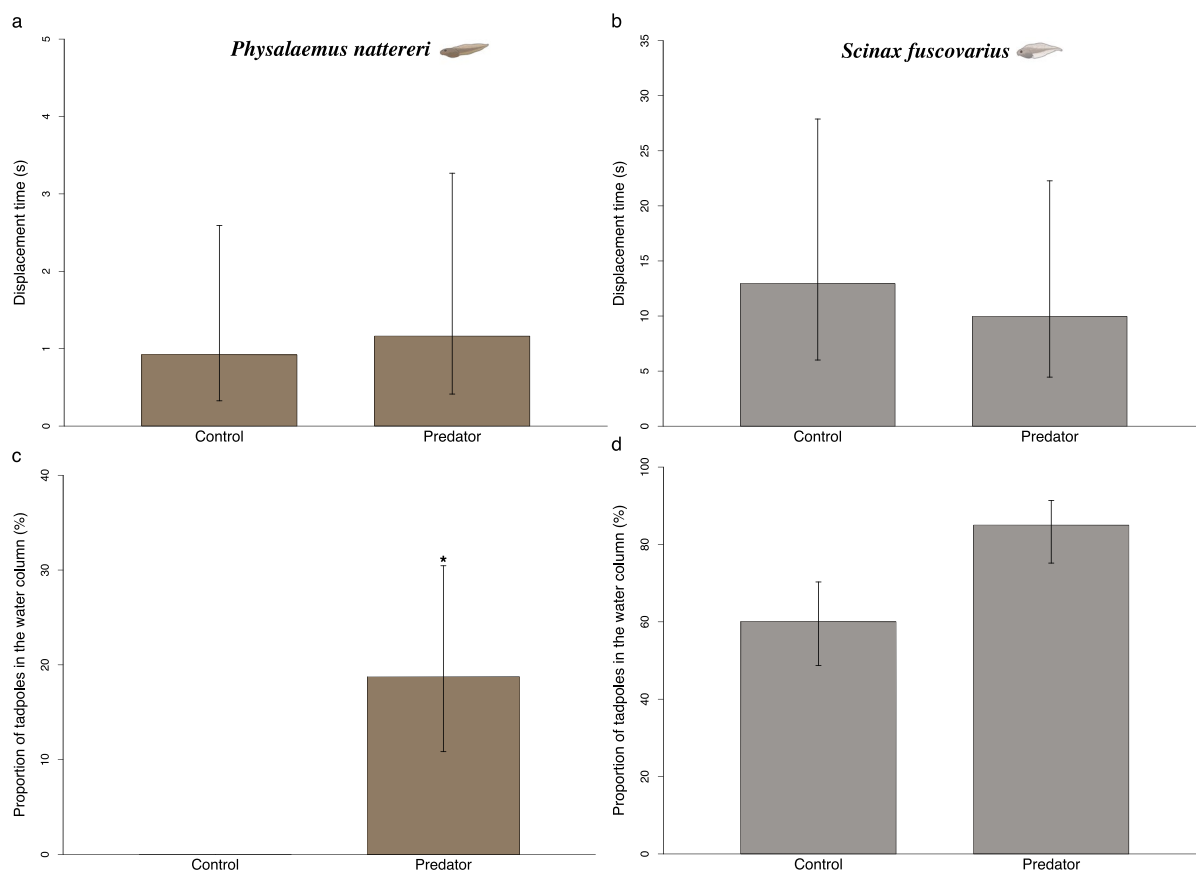 a
Physalaemus nattereri
5
4
3
2
1
0
Displacement time (s)
Control
Predator
b
Scinax fuscovarius
35
30
25
20
15
10
5
0
Displacement time (s)
Control
Predator
c
40
30
20
10
0
Proportion of tadpoles in the water column (%)
*
Control
Predator
d
100
80
60
40
20
0
Proportion of tadpoles in the water column (%)
Control
Predator